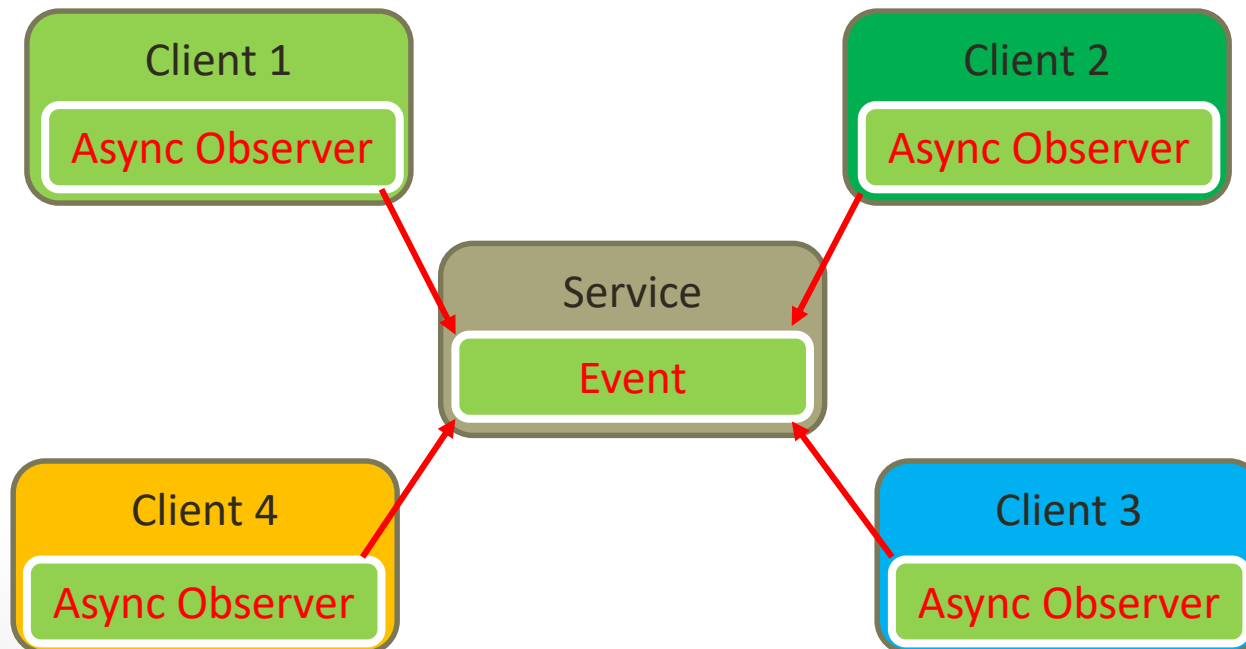 Client 1
Async Observer
Client 2
Async Observer
Service
Event
Client 4
Async Observer
Client 3
Async Observer